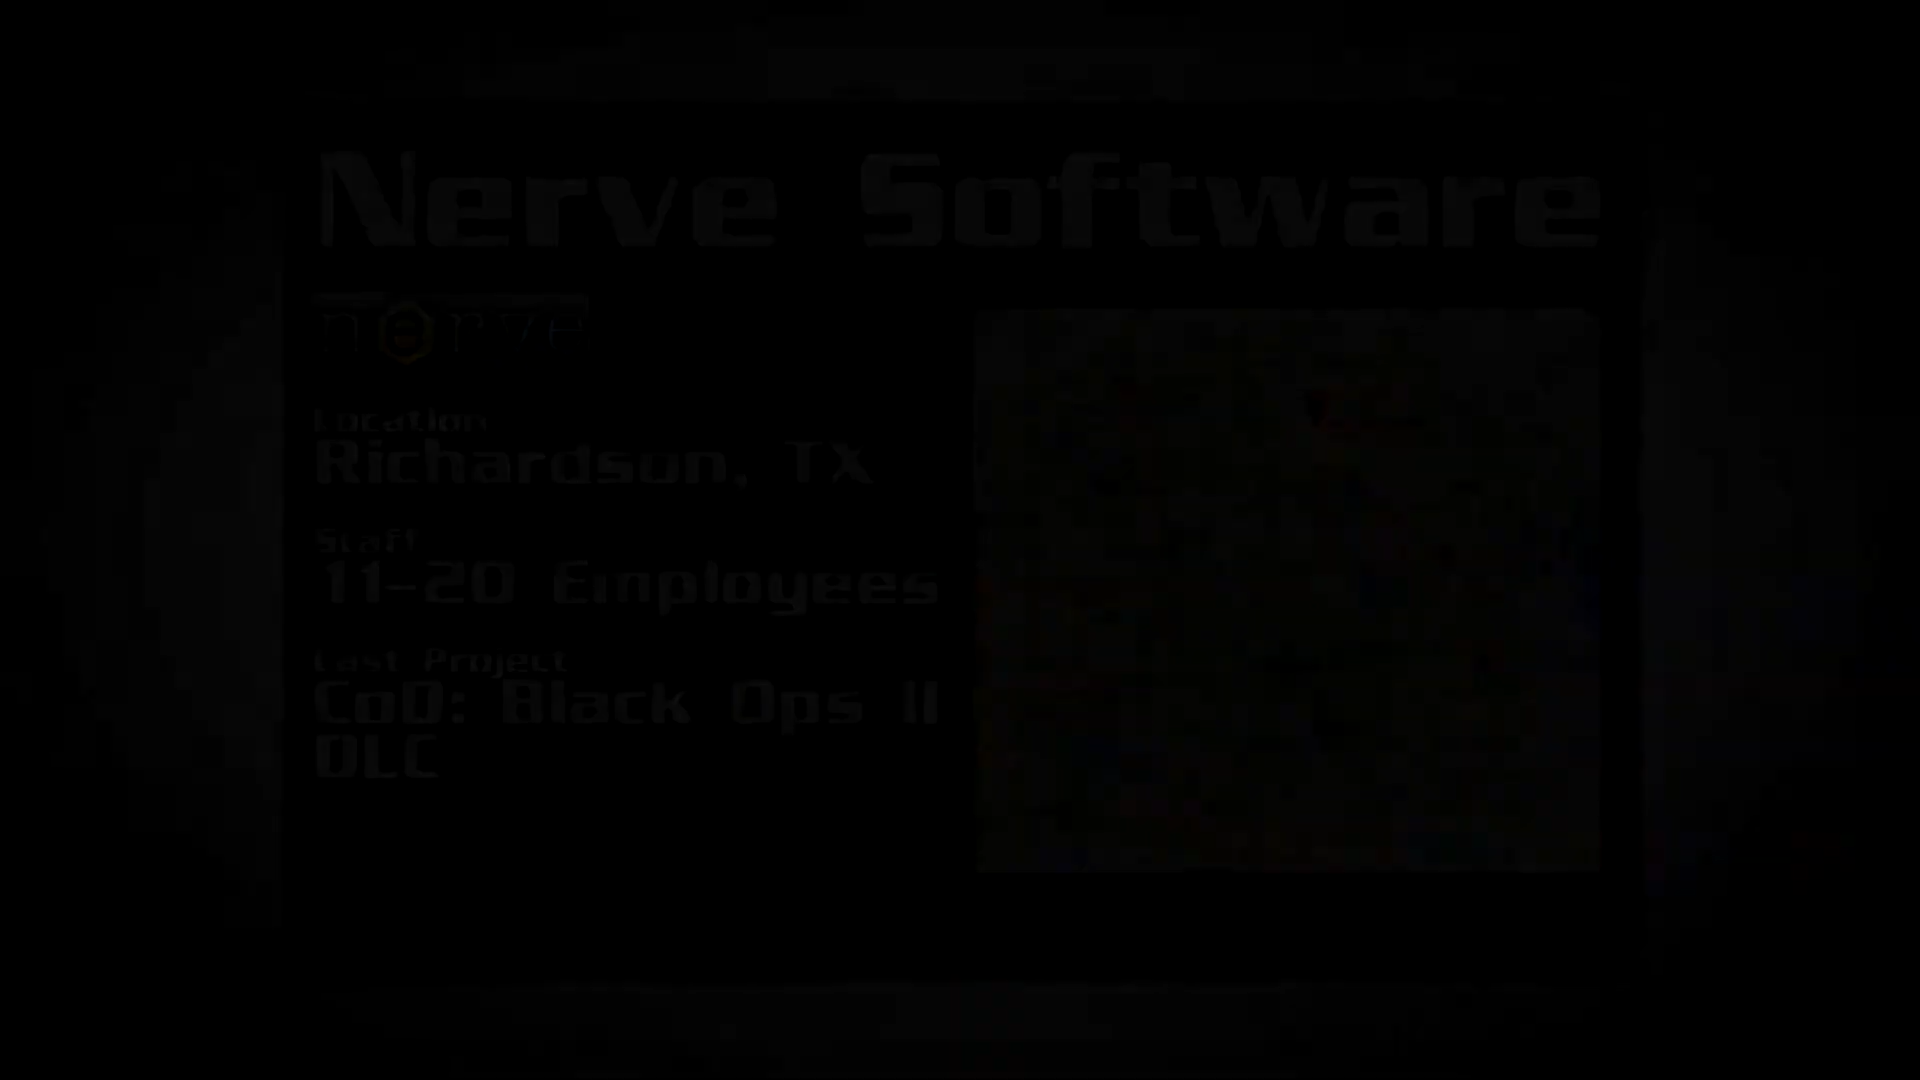 Nerve Software
nerve
Location
Richardson, TX
Staff
11-20 Employees
Last Project
CoD: Black Ops II
DLC